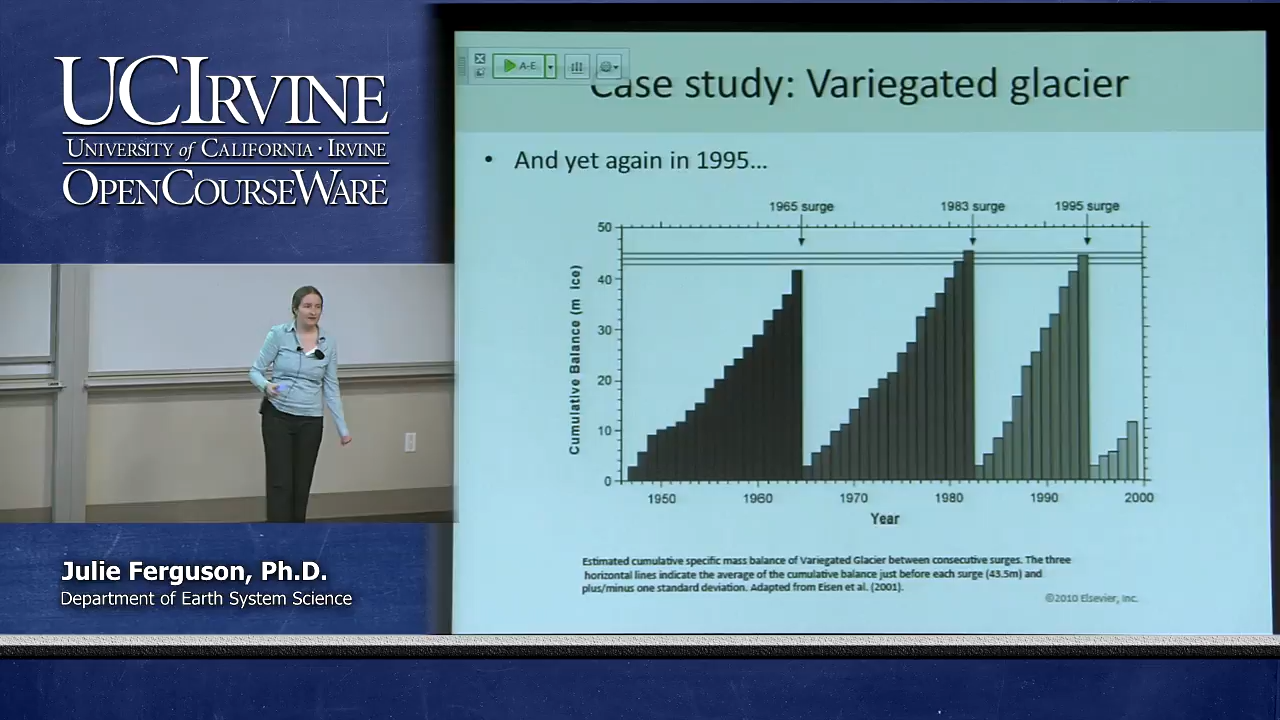 UCIRVINE
UNIVERSITY of CALIFORNIA · IRVINE
OPENCOURSEWARE
Julie Ferguson, Ph.D.
Department of Earth System Science
A-E
Case study: Variegated glacier
• And yet again in 1995...
1965 surge
1983 surge
1995 surge
Cumulative Balance (m ice)
50
40
30
20
10
0
1950
1960
1970
1980
1990
2000
Year
Estimated cumulative specific mass balance of Variegated Glacier between consecutive surges. The three
horizontal lines indicate the average of the cumulative balance just before each surge (43.5m) and
plus/minus one standard deviation. Adapted from Eisen et al. (2001).
©2010 Elsevier, Inc.